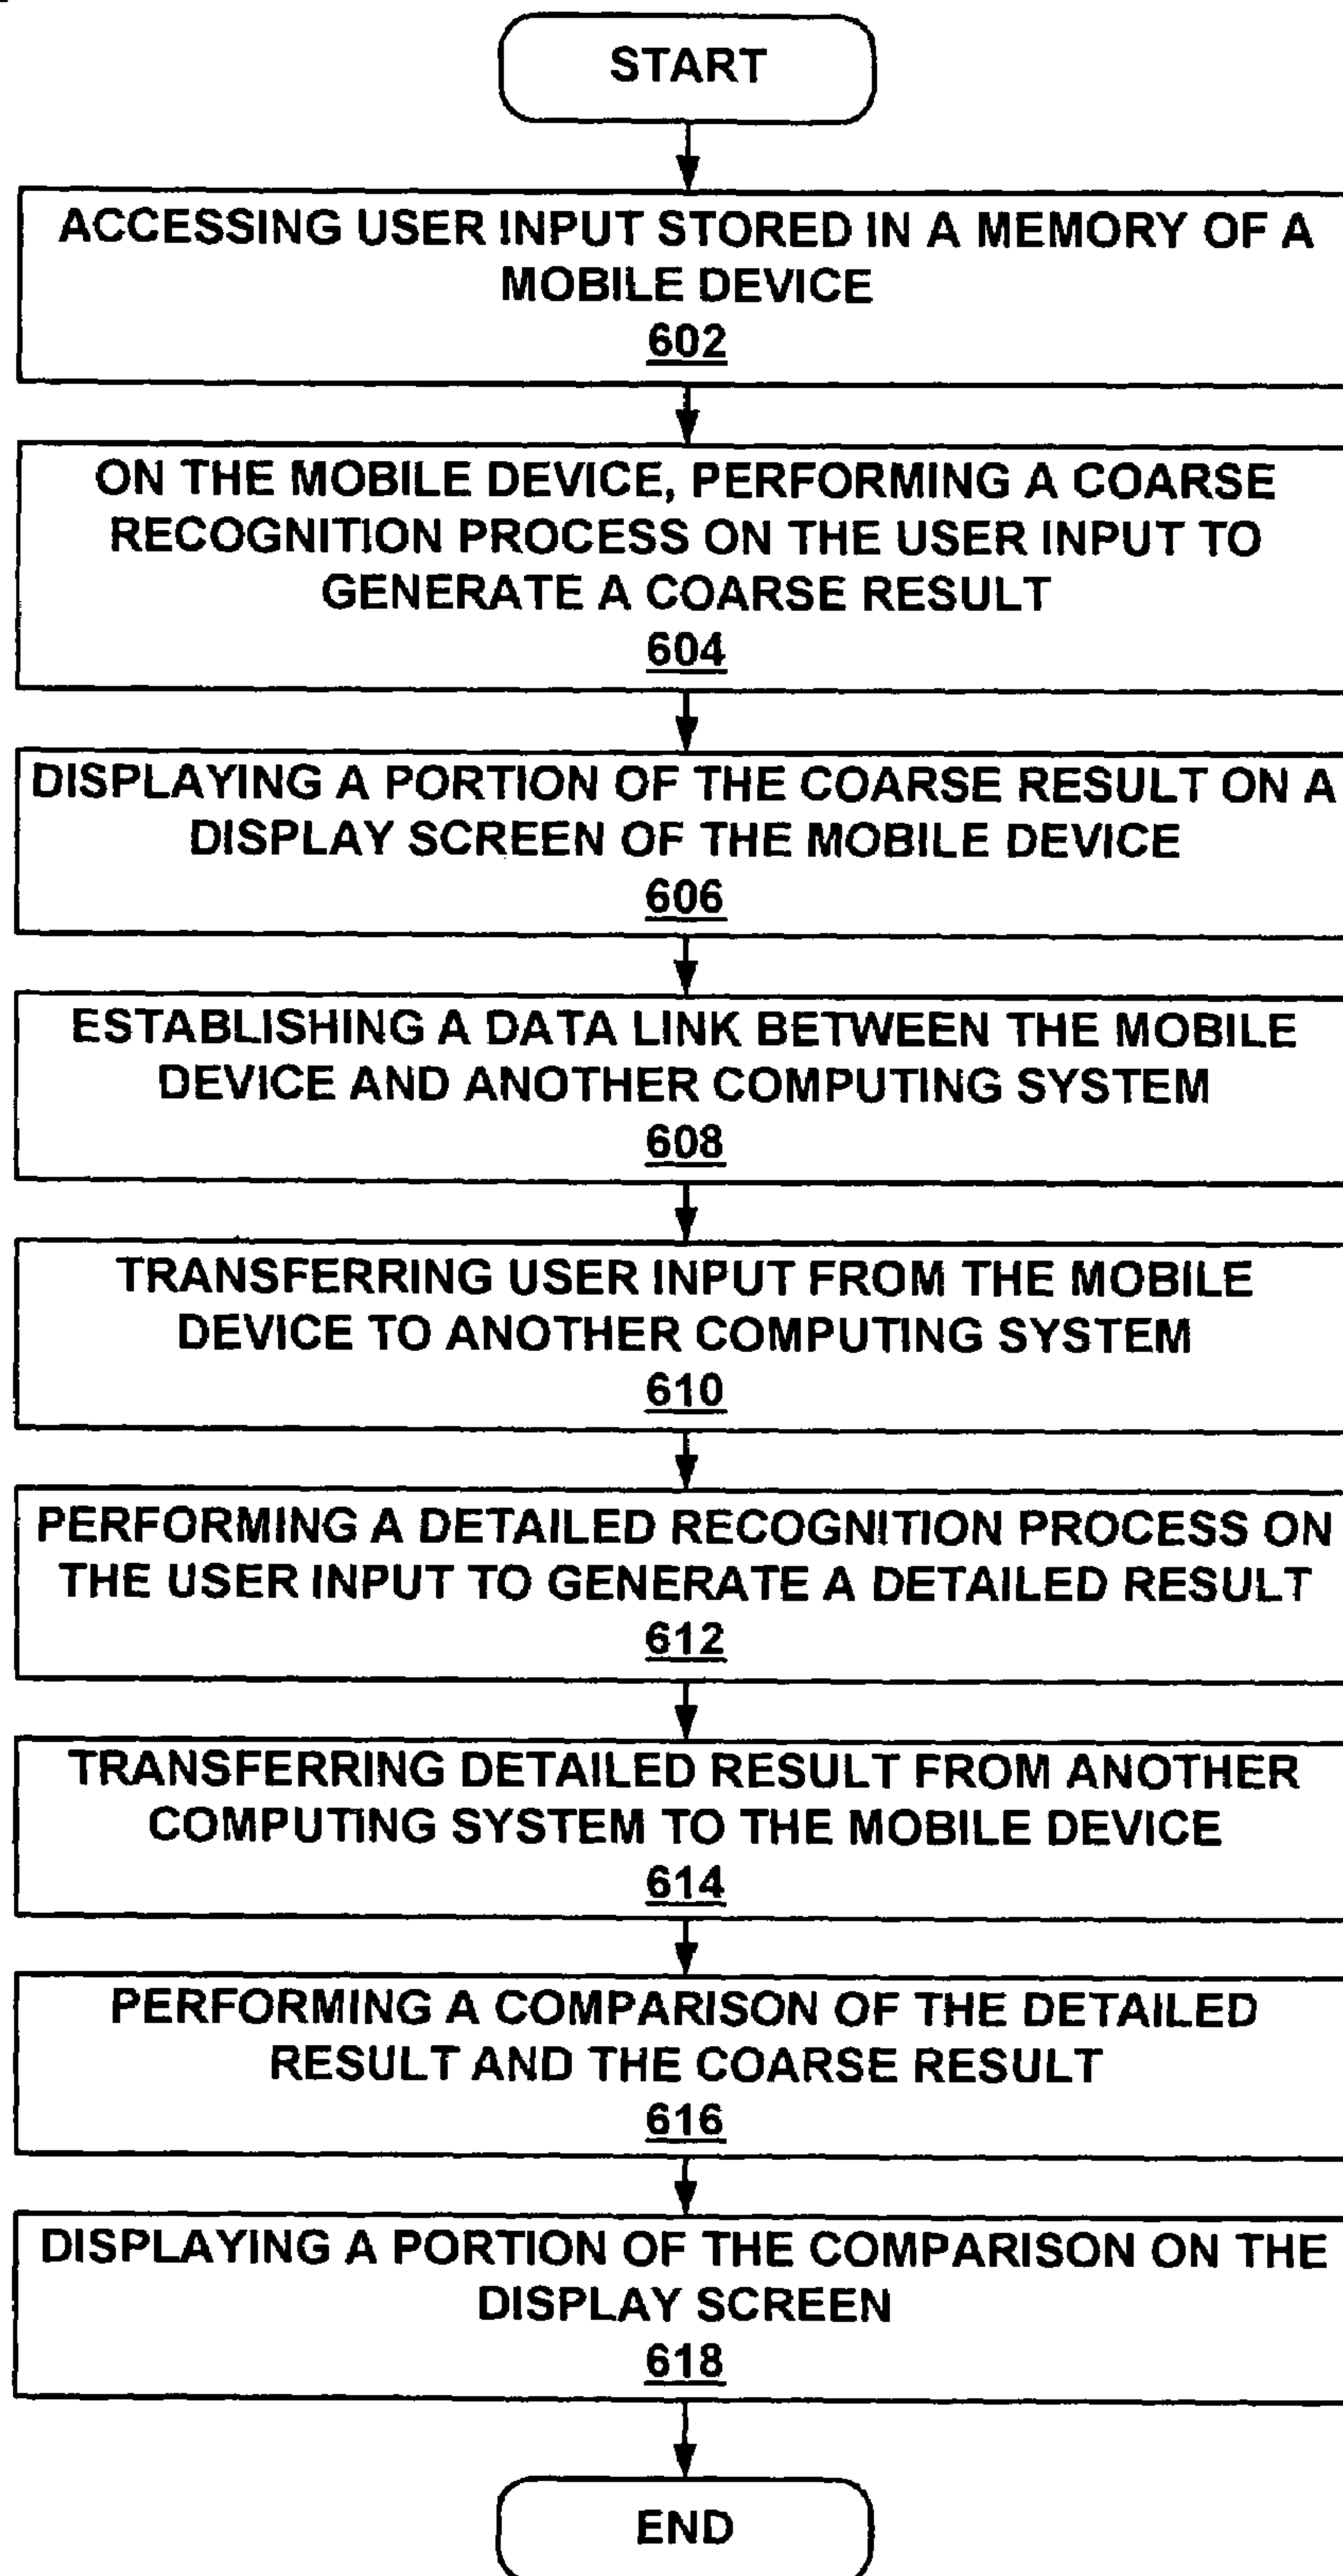 START
ACCESSING USER INPUT STORED IN A MEMORY OF A
MOBILE DEVICE
602
ON THE MOBILE DEVICE, PERFORMING A COARSE
RECOGNITION PROCESS ON THE USER INPUT TO
GENERATE A COARSE RESULT
604
DISPLAYING A PORTION OF THE COARSE RESULT ON A
DISPLAY SCREEN OF THE MOBILE DEVICE
606
ESTABLISHING A DATA LINK BETWEEN THE MOBILE
DEVICE AND ANOTHER COMPUTING SYSTEM
608
TRANSFERRING USER INPUT FROM THE MOBILE
DEVICE TO ANOTHER COMPUTING SYSTEM
610
PERFORMING A DETAILED RECOGNITION PROCESS ON
THE USER INPUT TO GENERATE A DETAILED RESULT
612
TRANSFERRING DETAILED RESULT FROM ANOTHER
COMPUTING SYSTEM TO THE MOBILE DEVICE
614
PERFORMING A COMPARISON OF THE DETAILED
RESULT AND THE COARSE RESULT
616
DISPLAYING A PORTION OF THE COMPARISON ON THE
DISPLAY SCREEN
618
END